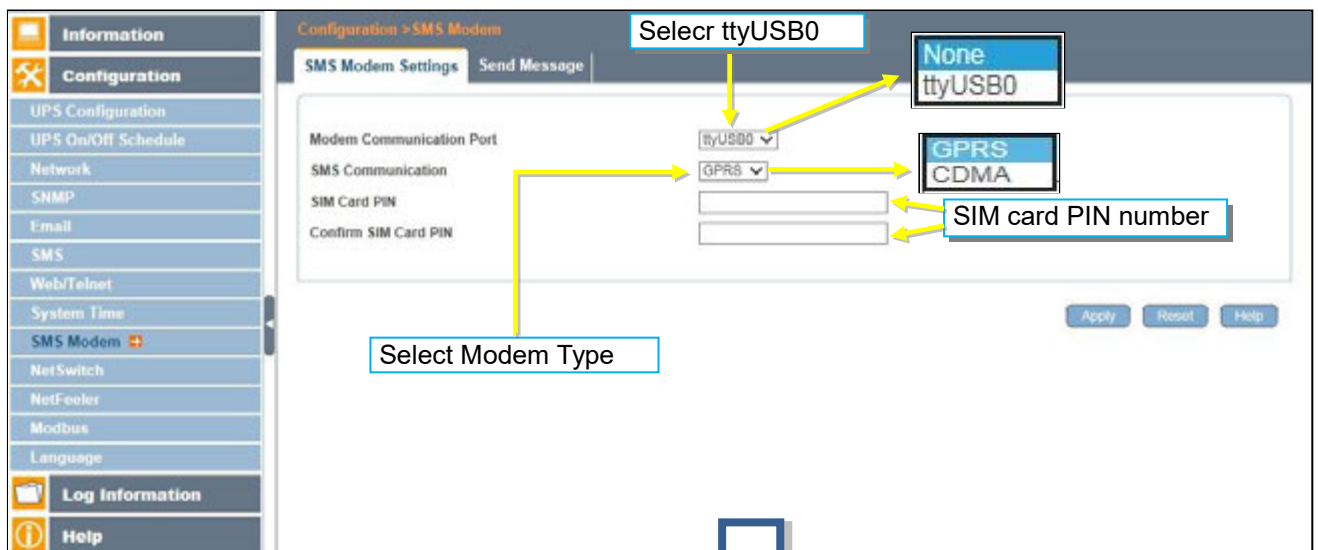 Information
Configuration
UPS Configuration
UPS On/Off Schedule
Network
SNMP
Email
SMS
Web/Telnet
System Time
SMS Modem
NetSwitch
NetFeeler
Modbus
Language
Log Information
Help
Configuration >SMS Modem
Selecr ttyUSB0
SMS Modem Settings Send Message
None
ttyUSB0
Modem Communication Port ttyUSB0
SMS Communication GPRS
GPRS
CDMA
SIM Card PIN
SIM card PIN number
Confirm SIM Card PIN
Apply Reset Help
Select Modem Type